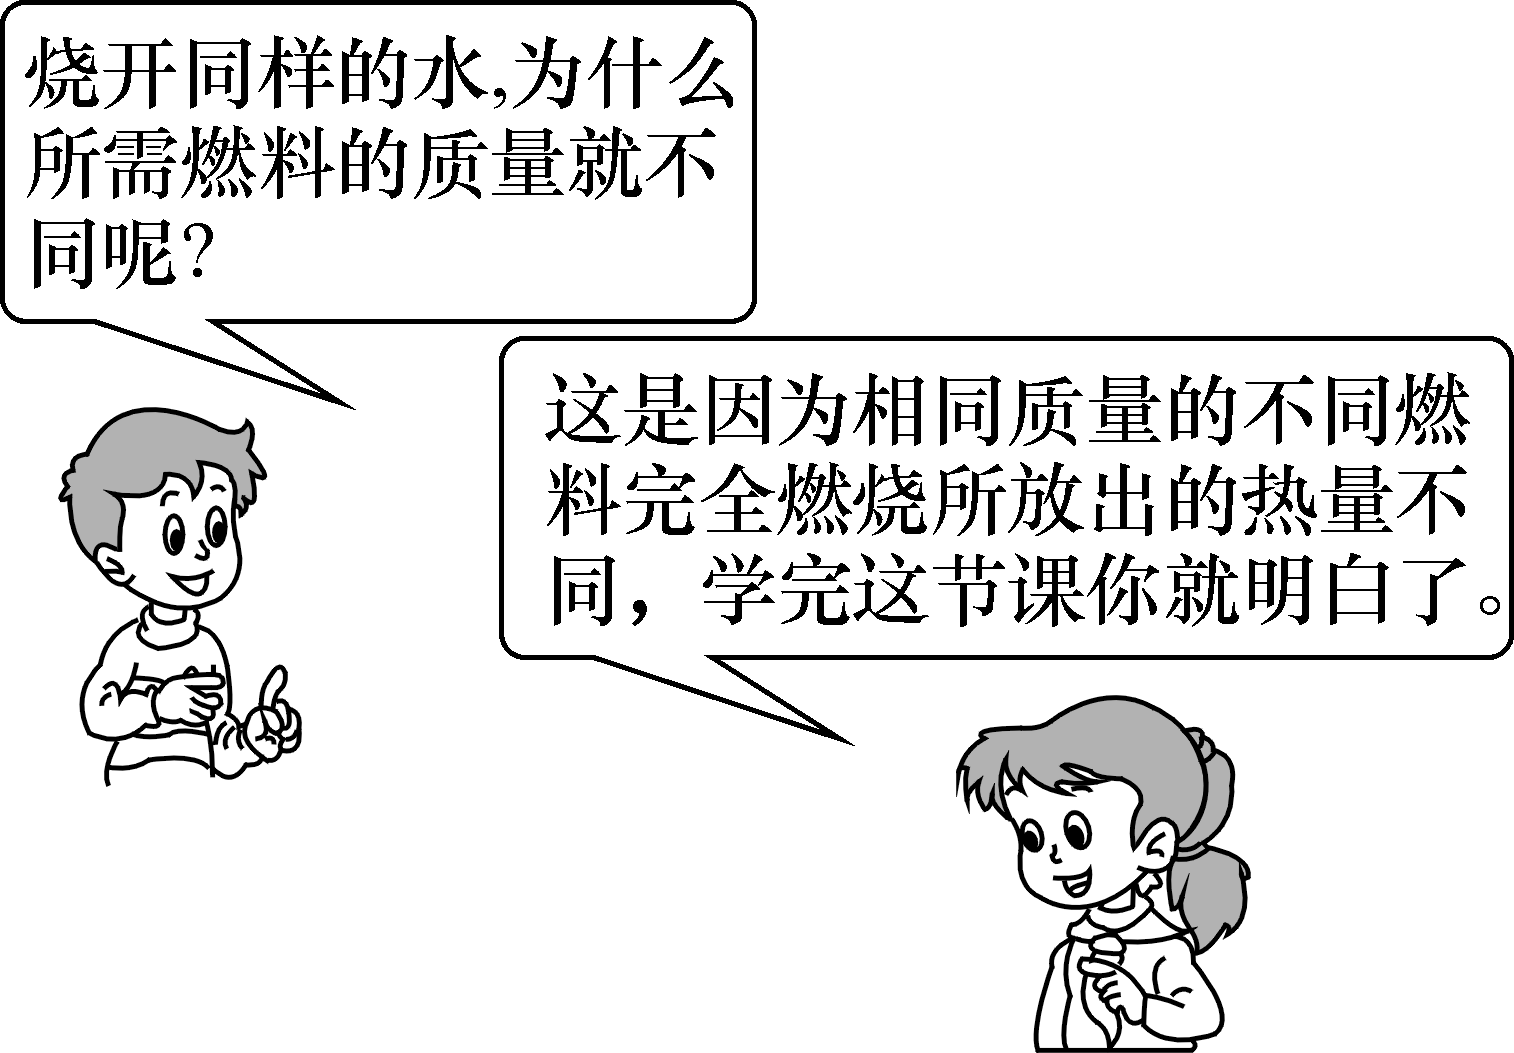 烧开同样的水,为什么
所需燃料的质量就不
同呢?
这是因为相同质量的不同燃
料完全燃烧所放出的热量不
同，学完这节课你就明白了。